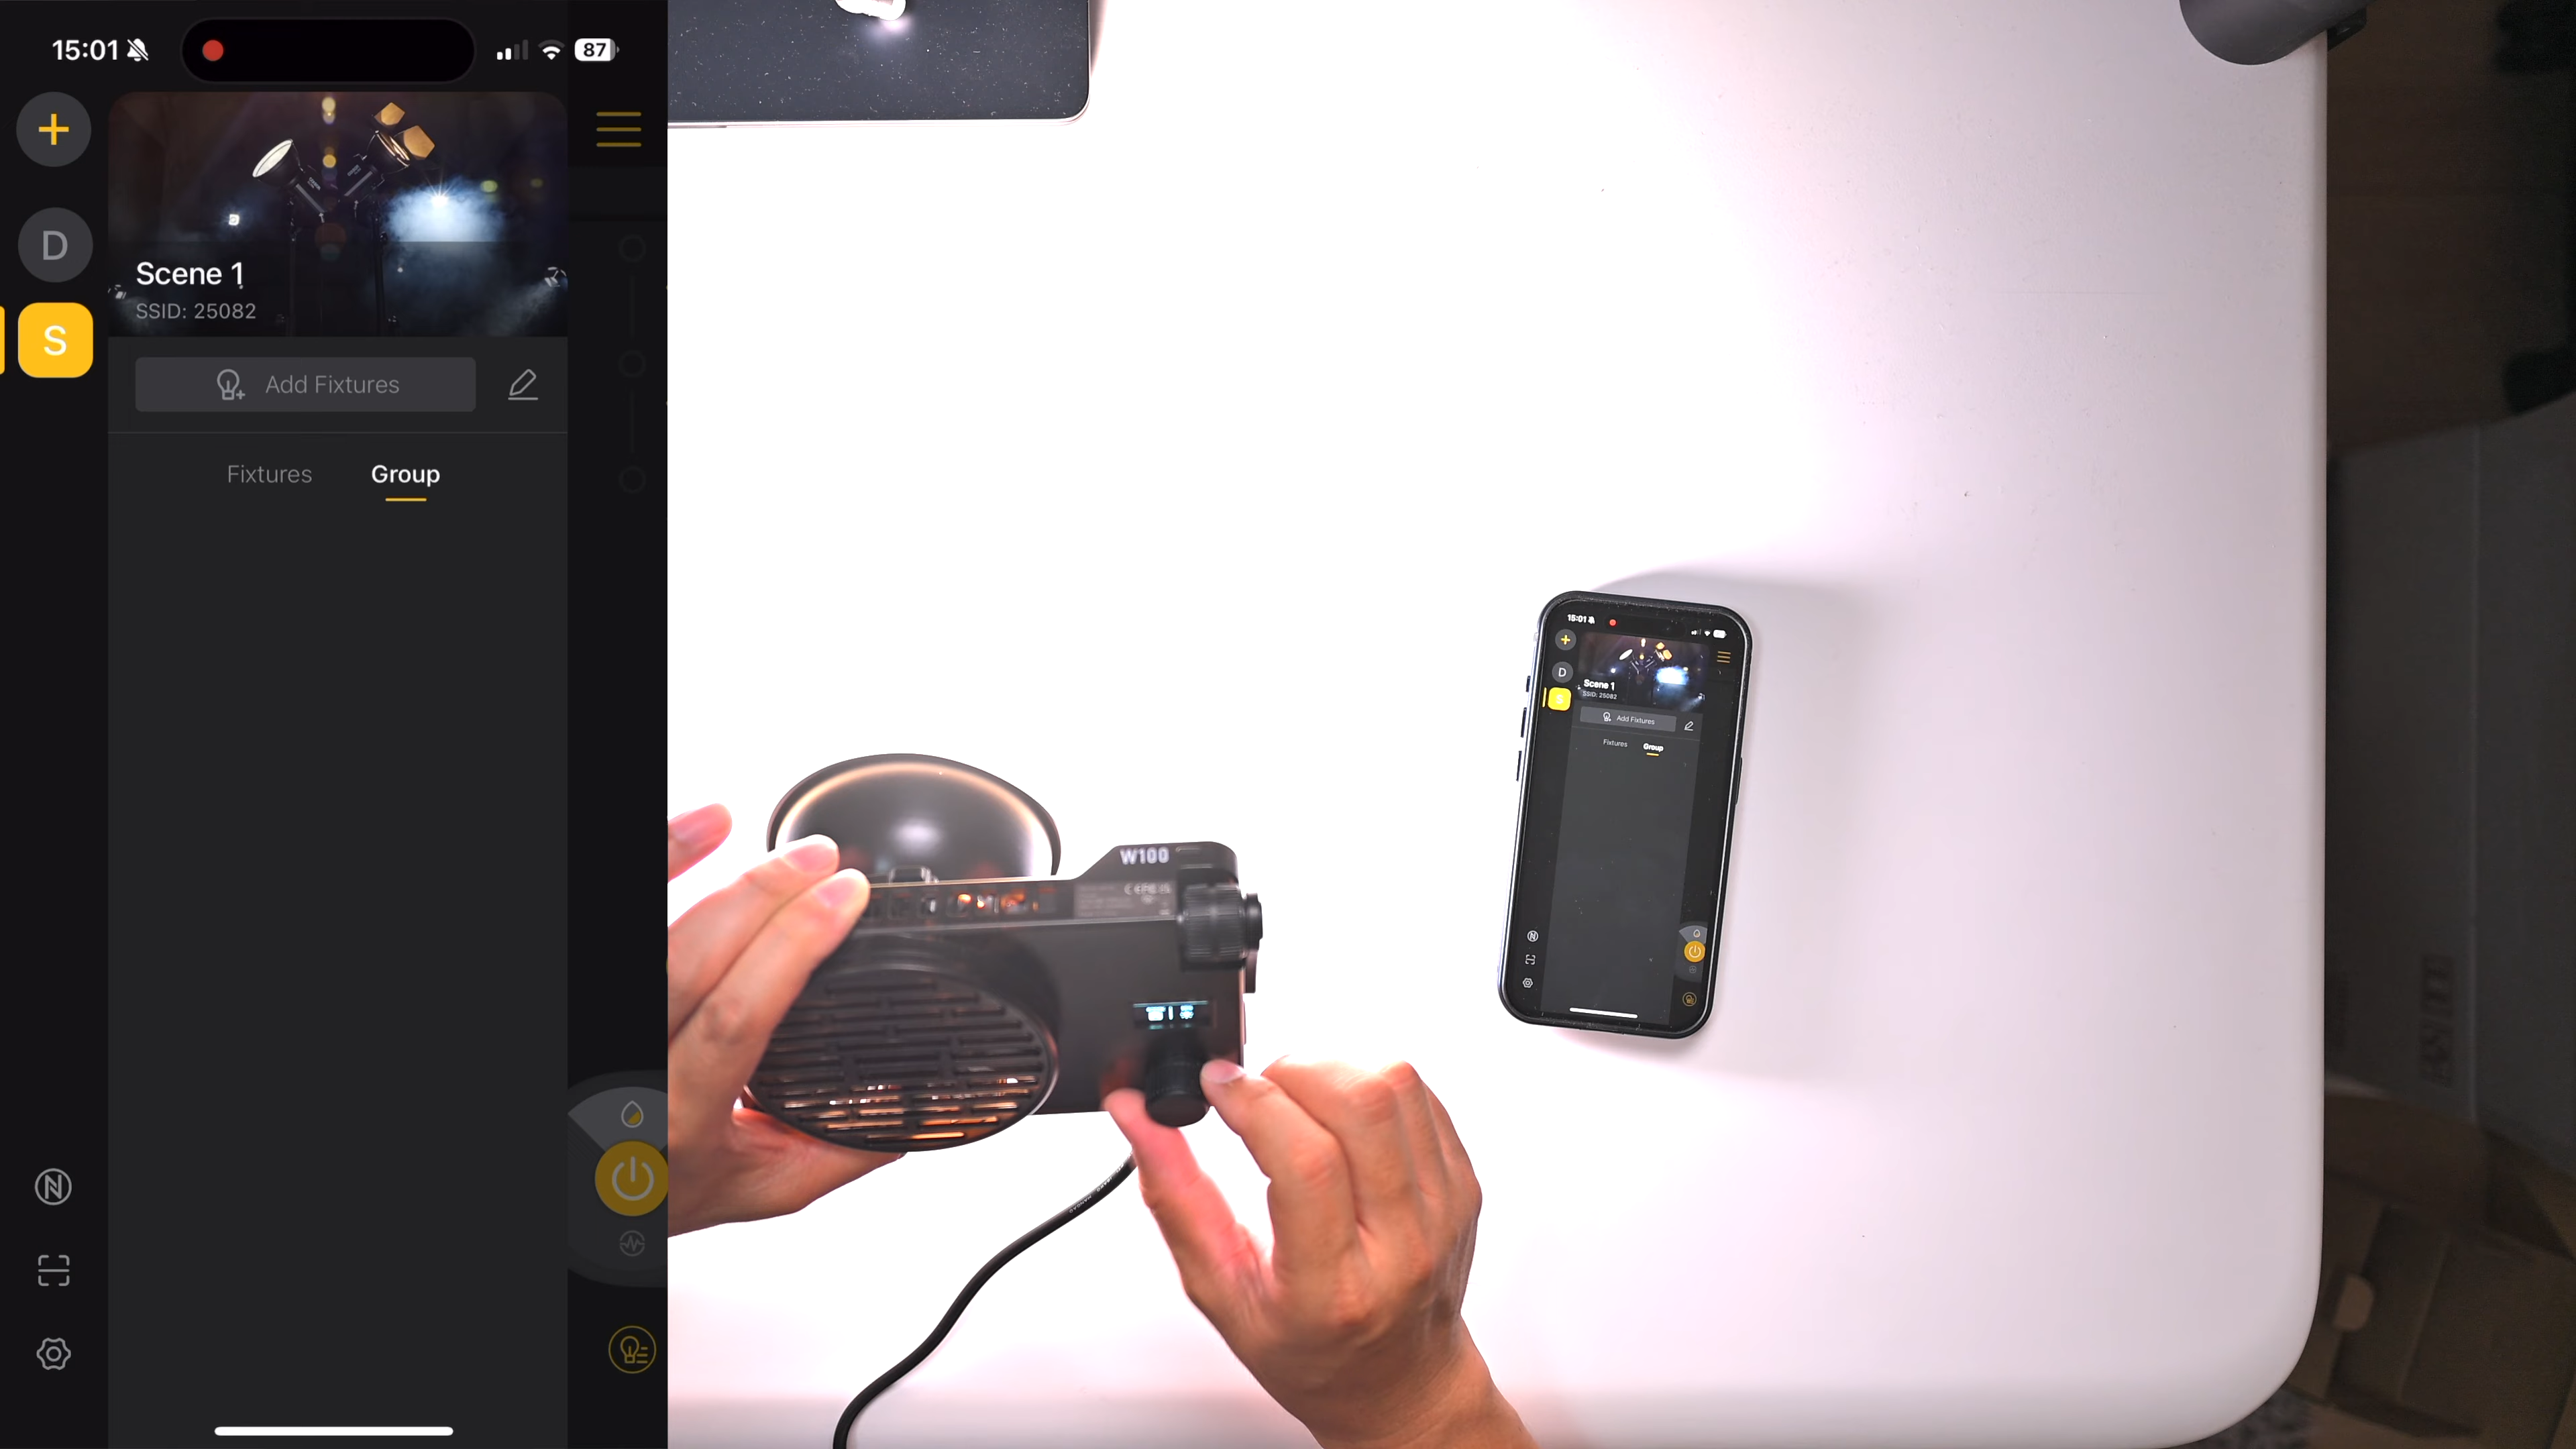 15:01
87
+
D
Scene 1
SSID: 25082
S
Add Fixtures
Fixtures
Group
W100
15:01
D
Scene 1
SSID: 25082
S
Add Fixtures
Fixtures
Group